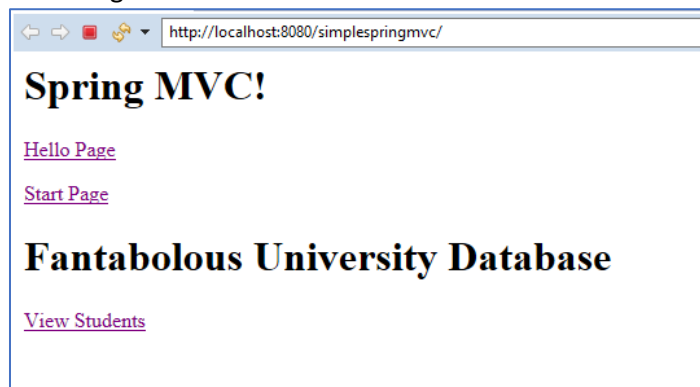 http://localhost:8080/simplespringmvc/
Spring MVC!
Hello Page
Start Page
Fantabolous University Database
View Students